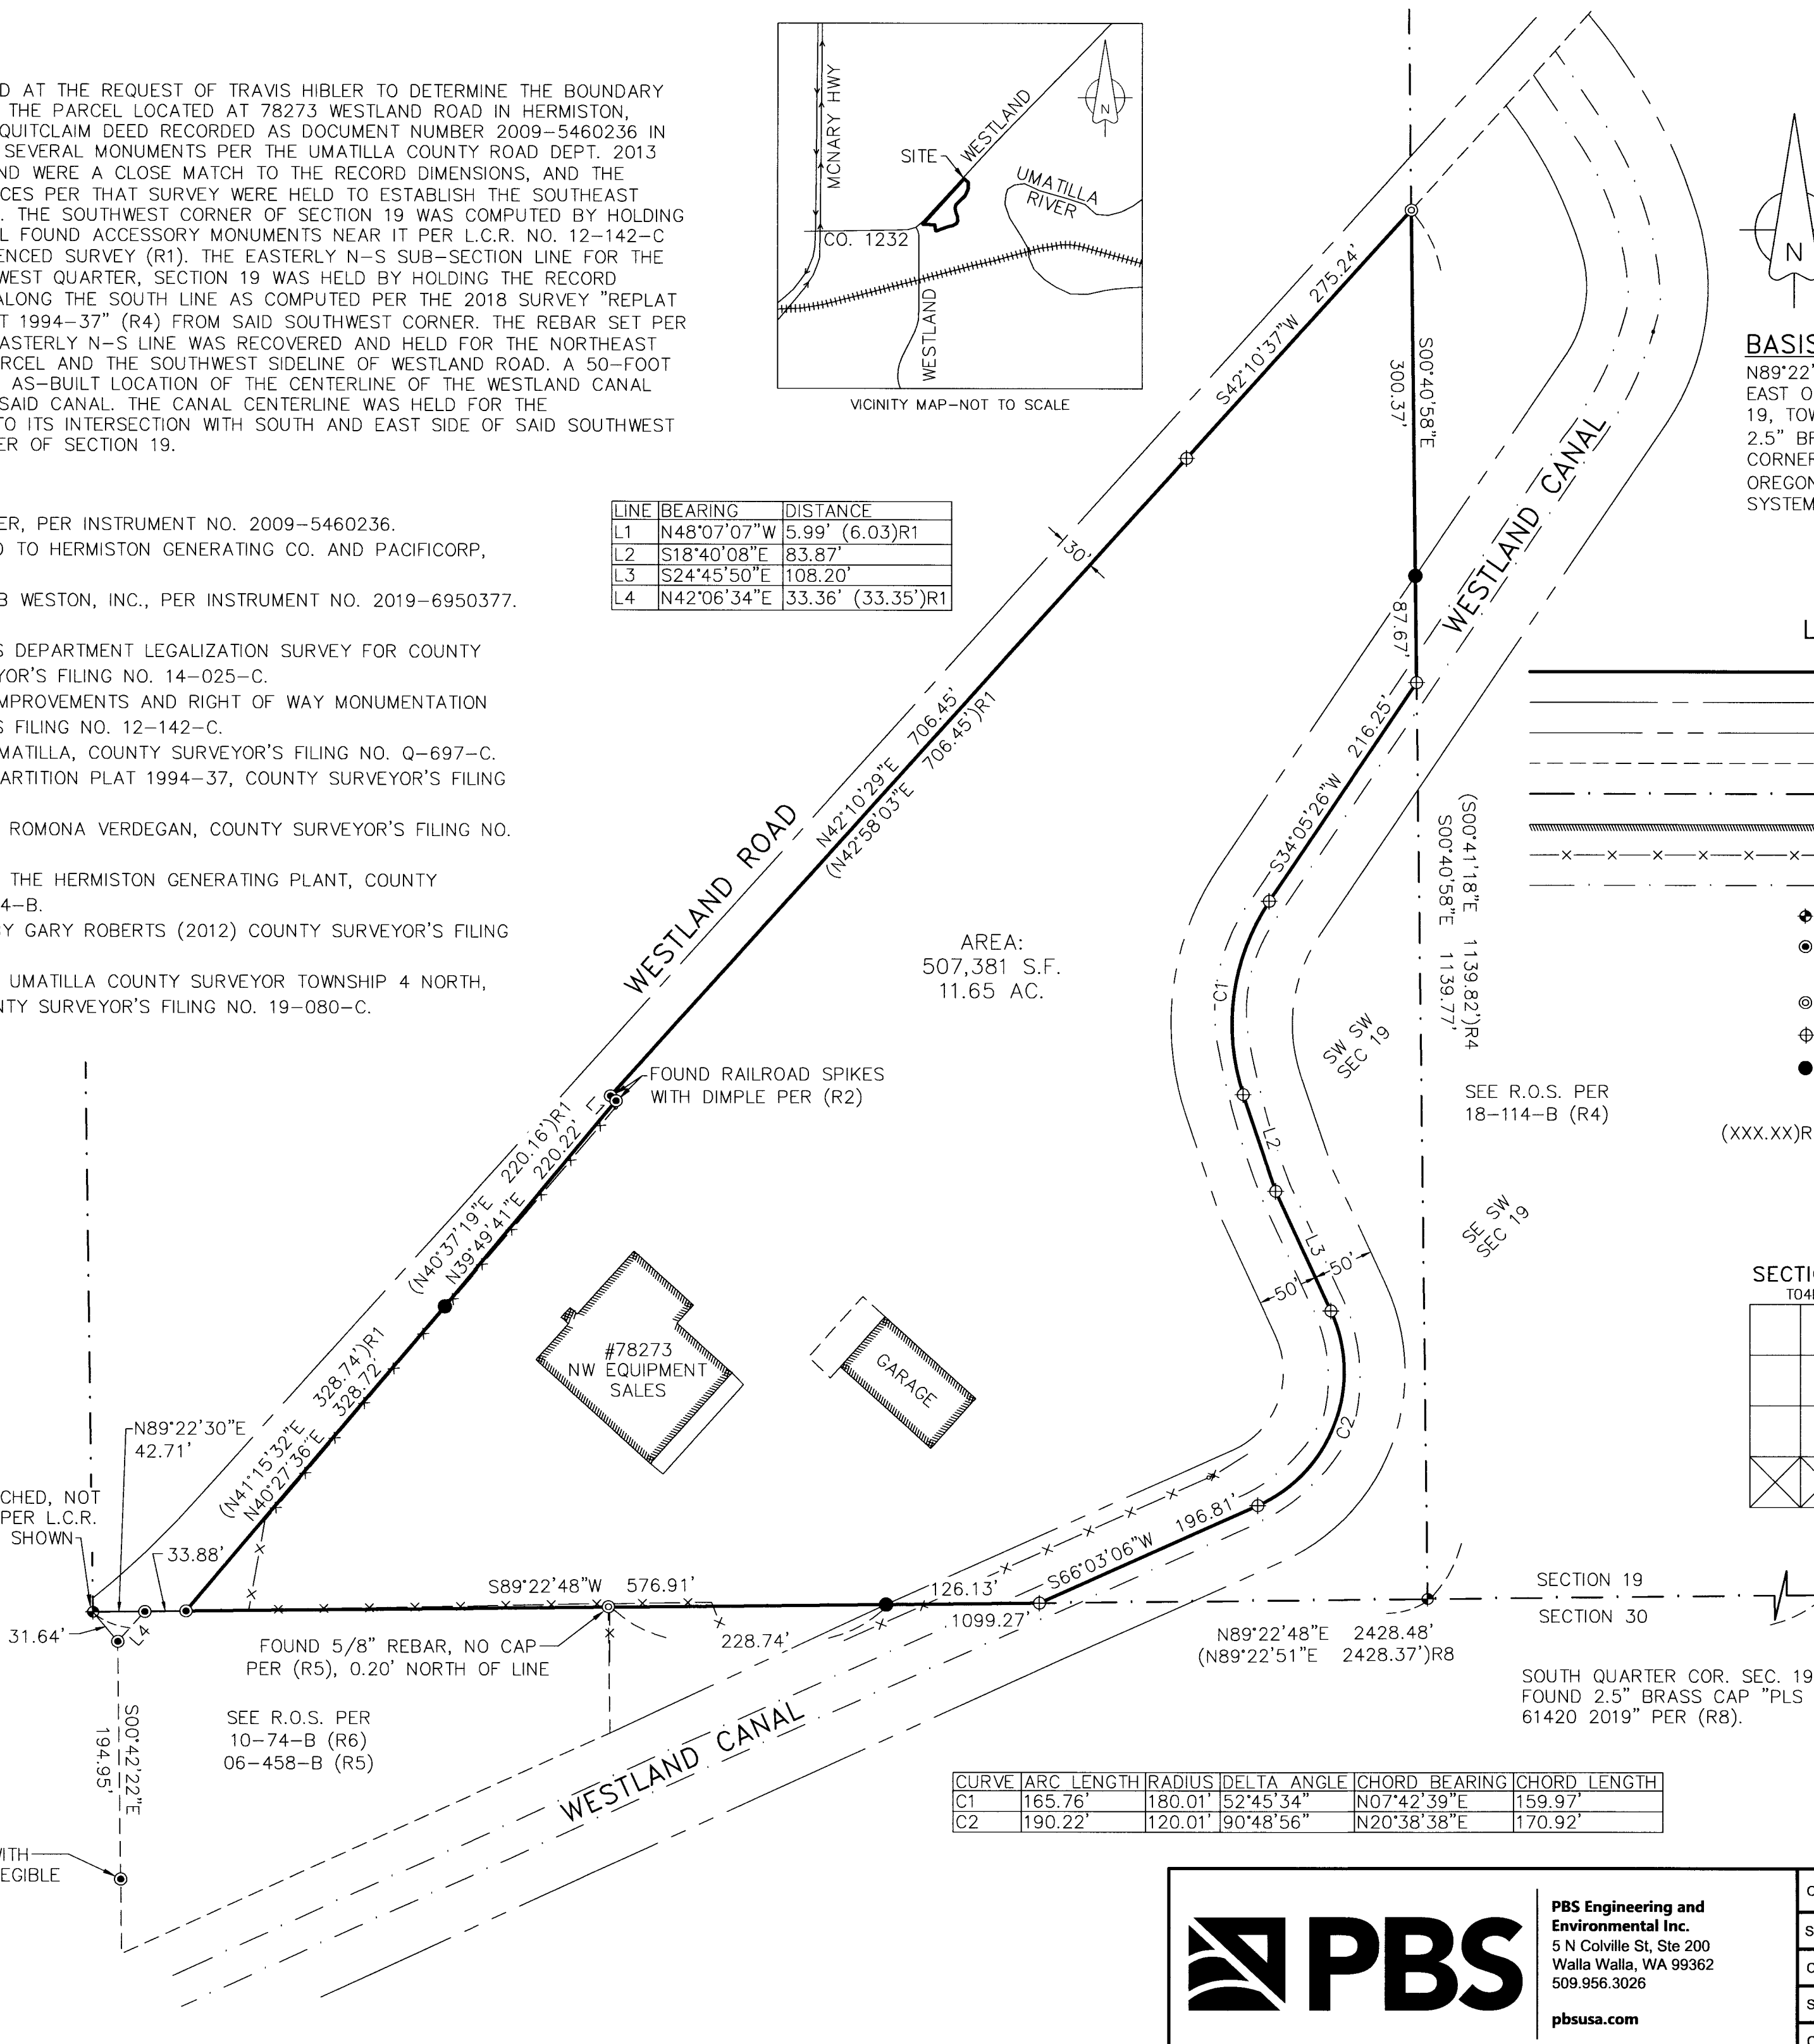 D AT THE REQUEST OF TRAVIS HIBLER TO DETERMINE THE BOUNDARY
THE PARCEL LOCATED AT 78273 WESTLAND ROAD IN HERMISTON,
QUITCLAIM DEED RECORDED AS DOCUMENT NUMBER 2009-5460236 IN
SEVERAL MONUMENTS PER THE UMATILLA COUNTY ROAD DEPT. 2013
ND WERE A CLOSE MATCH TO THE RECORD DIMENSIONS, AND THE
CES PER THAT SURVEY WERE HELD TO ESTABLISH THE SOUTHEAST
. THE SOUTHWEST CORNER OF SECTION 19 WAS COMPUTED BY HOLDING
L FOUND ACCESSORY MONUMENTS NEAR IT PER L.C.R. NO. 12-142-C
ENCED SURVEY (R1). THE EASTERLY N-S SUB-SECTION LINE FOR THE
WEST QUARTER, SECTION 19 WAS HELD BY HOLDING THE RECORD
ALONG THE SOUTH LINE AS COMPUTED PER THE 2018 SURVEY "REPLAT
T 1994-37" (R4) FROM SAID SOUTHWEST CORNER. THE REBAR SET PER
ASTERLY N-S LINE WAS RECOVERED AND HELD FOR THE NORTHEAST
RCEL AND THE SOUTHWEST SIDELINE OF WESTLAND ROAD. A 50-FOOT
AS-BUILT LOCATION OF THE CENTERLINE OF THE WESTLAND CANAL
SAID CANAL. THE CANAL CENTERLINE WAS HELD FOR THE
TO ITS INTERSECTION WITH SOUTH AND EAST SIDE OF SAID SOUTHWEST
ER OF SECTION 19.
ER, PER INSTRUMENT NO. 2009-5460236.
D TO HERMISTON GENERATING CO. AND PACIFICORP,
B WESTON, INC., PER INSTRUMENT NO. 2019-6950377.
S DEPARTMENT LEGALIZATION SURVEY FOR COUNTY
YOR'S FILING NO. 14-025-C.
MPROVEMENTS AND RIGHT OF WAY MONUMENTATION
S FILING NO. 12-142-C.
MATILLA, COUNTY SURVEYOR'S FILING NO. Q-697-C.
ARTITION PLAT 1994-37, COUNTY SURVEYOR'S FILING
ROMONA VERDEGAN, COUNTY SURVEYOR'S FILING NO.
THE HERMISTON GENERATING PLANT, COUNTY
4-B.
BY GARY ROBERTS (2012) COUNTY SURVEYOR'S FILING
UMATILLA COUNTY SURVEYOR TOWNSHIP 4 NORTH,
NTY SURVEYOR'S FILING NO. 19-080-C.
MCNARY HWY
SITE
WESTLAND
N
UMATILLA
RIVER
CO. 1232
WESTLAND
VICINITY MAP-NOT TO SCALE
LINE BEARING DISTANCE
L1 N48°07'07"W 5.99' (6.03)R1
L2 S18°40'08"E 83.87'
L3 S24°45'50"E 108.20'
L4 N42°06'34"E 33.36' (33.35')R1
N
BASIS
N89°22'
EAST O
19, TOW
2.5" BR
CORNER
OREGON
SYSTEM
S42°10'37"W 275.24'
S00°40'58"E
300.37'
87.67'
30'
WESTLAND CANAL
N42°10'29"E 706.45'
(N42°58'03"E 706.45')R1
WESTLAND ROAD
S34°05'26"W 216.25'
(S00°41'18"E 1139.82')R4
S00°40'58"E 1139.77'
AREA:
507,381 S.F.
11.65 AC.
C1
SW SW
SEC 19
L2
SEE R.O.S. PER
18-114-B (R4)
(XXX.XX)R
FOUND RAILROAD SPIKES
WITH DIMPLE PER (R2)
(N40°37'19"E 220.16')R1
N39°49'41"E 220.22'
L3
50' 50'
SE SW
SEC 19
SECTI
T04
#78273
NW EQUIPMENT
SALES
GARAGE
C2
(N41°15'32"E 328.74')R1
N40°27'36"E 328.72'
N89°22'30"E
42.71'
CHED, NOT
PER L.C.R.
SHOWN
33.88'
31.64'
L4
S89°22'48"W 576.91'
126.13'
S66°03'06"W 196.81'
1099.27'
228.74'
FOUND 5/8" REBAR, NO CAP
PER (R5), 0.20' NORTH OF LINE
SECTION 19
SECTION 30
N89°22'48"E 2428.48'
(N89°22'51"E 2428.37')R8
SOUTH QUARTER COR. SEC. 19
FOUND 2.5" BRASS CAP "PLS
61420 2019" PER (R8).
S00°42'22"E
194.95'
SEE R.O.S. PER
10-74-B (R6)
06-458-B (R5)
WESTLAND CANAL
WITH
EGIBLE
CURVE ARC LENGTH RADIUS DELTA ANGLE CHORD BEARING CHORD LENGTH
C1 165.76' 180.01' 52°45'34" N07°42'39"E 159.97'
C2 190.22' 120.01' 90°48'56" N20°38'38"E 170.92'
PBS
PBS Engineering and
Environmental Inc.
5 N Colville St, Ste 200
Walla Walla, WA 99362
509.956.3026
pbsusa.com